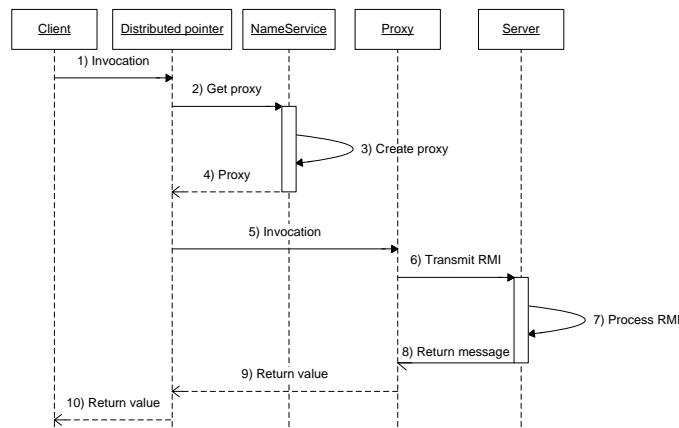 Client
Distributed pointer
NameService
Proxy
Server
1) Invocation
2) Get proxy
3) Create proxy
4) Proxy
5) Invocation
6) Transmit RMI
7) Process RMI
8) Return message
9) Return value
10) Return value